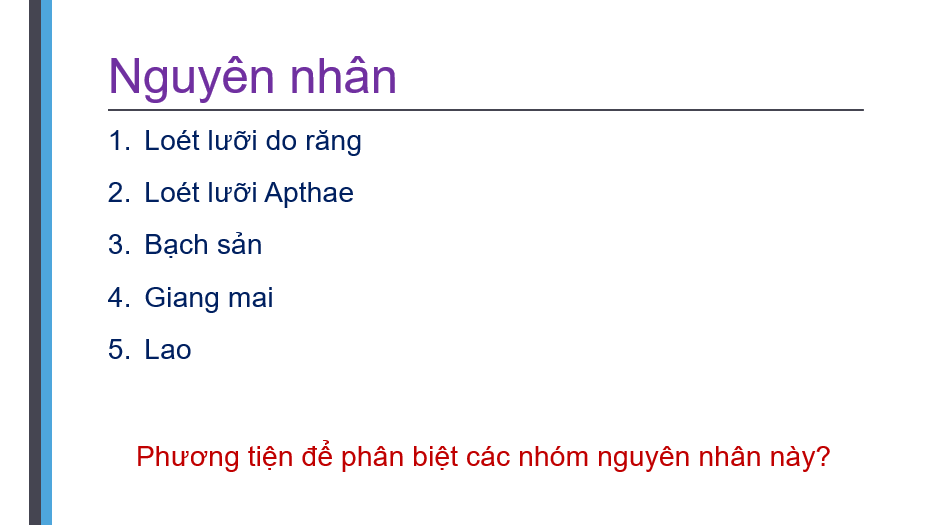 Nguyên nhân
1. Loét lưỡi do răng
2. Loét lưỡi Apthae
3. Bạch sản
4. Giang mai
5. Lao
Phương tiện để phân biệt các nhóm nguyên nhân này?